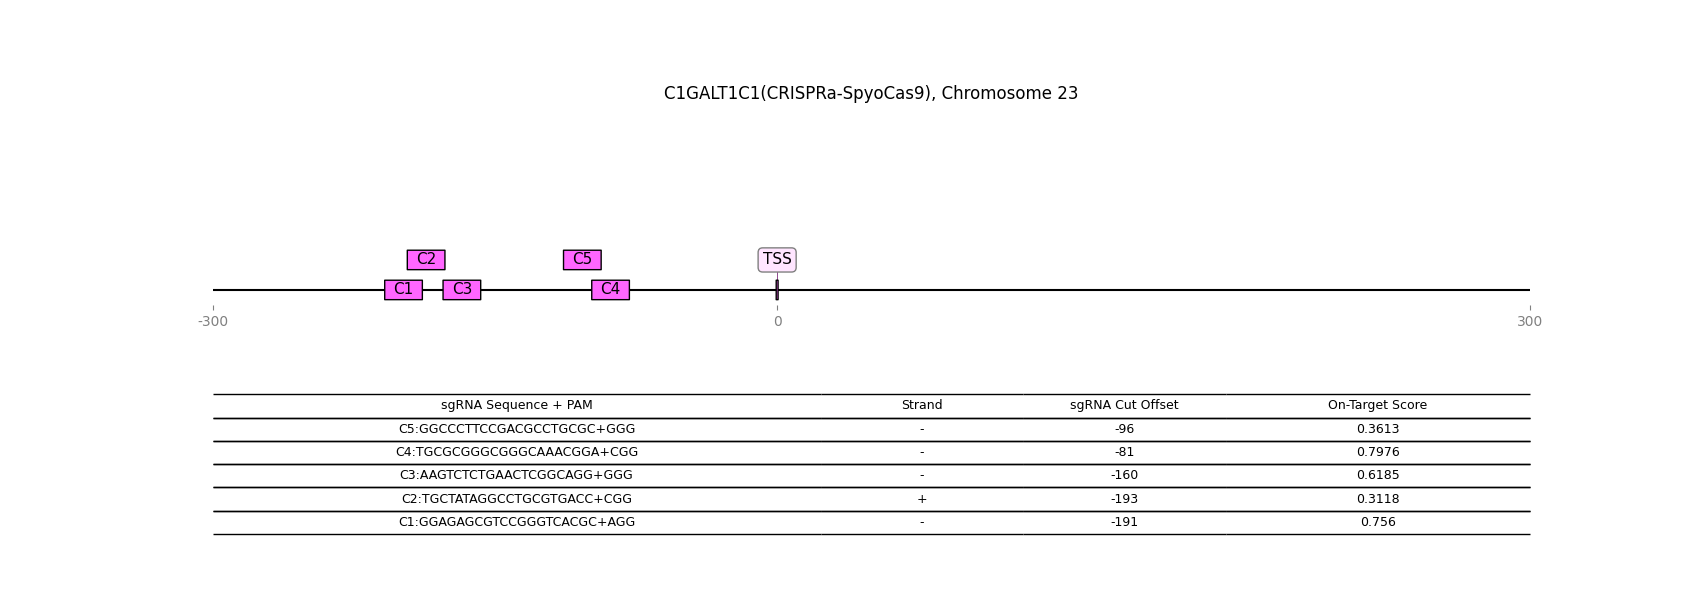 C1GALT1C1(CRISPRa-SpyoCas9), Chromosome 23
C2 C5 TSS
C1 C3 C4
-300 0 300
sgRNA Sequence + PAM Strand sgRNA Cut Offset On-Target Score
C5:GGCCCTTCCGACGCCTGCGC+GGG - -96 0.3613
C4:TGCGCGGGCGGGCAAACGGA+CGG - -81 0.7976
C3:AAGTCTCTGAACTCGGCAGG+GGG - -160 0.6185
C2:TGCTATAGGCCTGCGTGACC+CGG + -193 0.3118
C1:GGAGAGCGTCCGGGTCACGC+AGG - -191 0.756